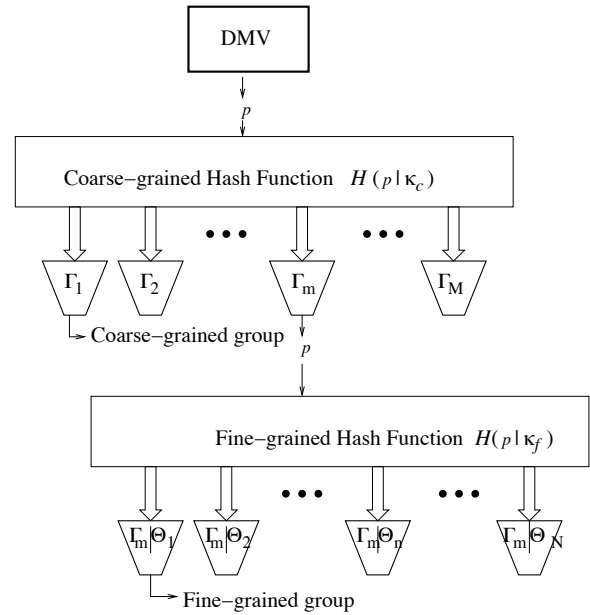 DMV
p
Coarse−grained Hash Function H ( p | κc )
Γ1 Γ2 ••• Γm ••• ΓM
Coarse−grained group
p
Fine−grained Hash Function H( p | κf )
Γm|Θ1 Γm|Θ2 ••• Γm|Θn ••• Γm|ΘN
Fine−grained group